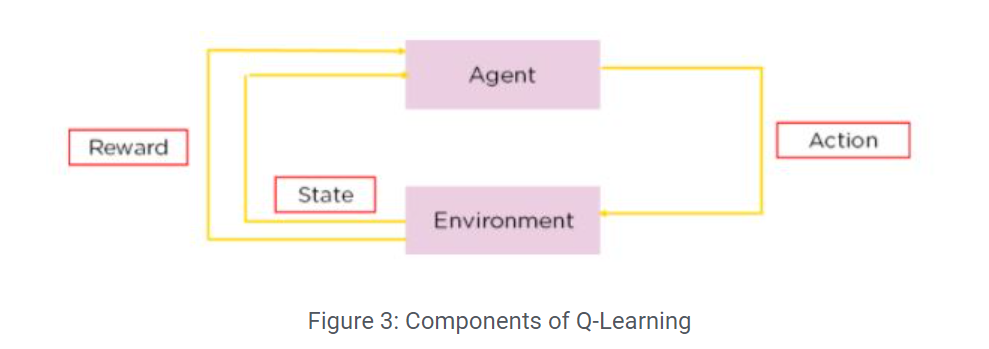 Agent
Reward
Action
State
Environment
Figure 3: Components of Q-Learning